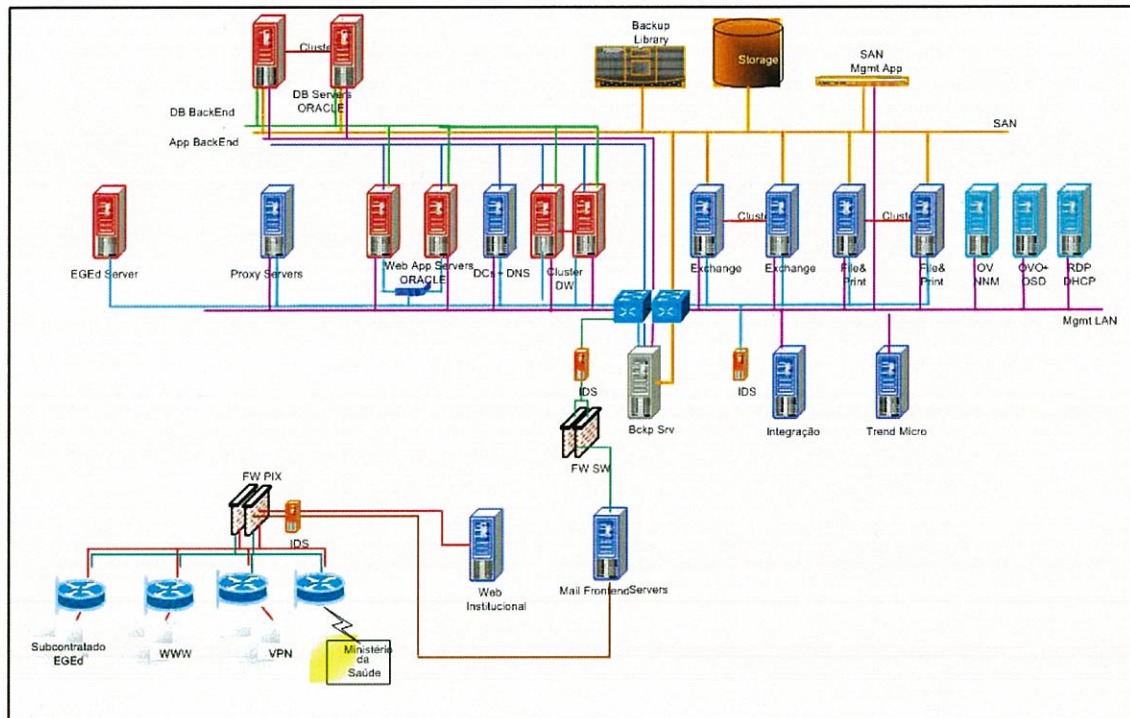 Backup
Library
Storage
SAN
Mgmt App
Cluster
DB Servers
ORACLE
DB BackEnd
App BackEnd
SAN
EGEd Server
Proxy Servers
Web App Servers
ORACLE
DCs + DNS
Cluster
DW
Cluster
Exchange
Exchange
Cluster
File&
Print
File&
Print
OV
NNM
OVO+
OSD
RDP
DHCP
Mgmt LAN
IDS
Bckp Srv
IDS
Integração
Trend Micro
FW SW
FW PIX
IDS
Web
Institucional
Mail Frontend Servers
Subcontratado
EGEd
WWW
VPN
Ministério
da
Saúde